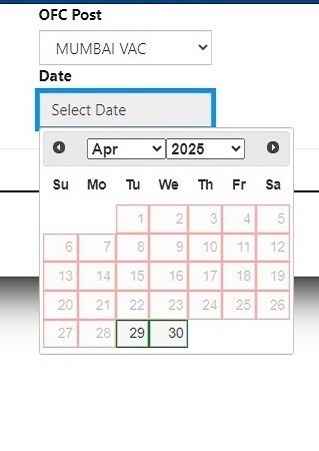 OFC Post
MUMBAI VAC
Date
Select Date
Apr 2025
Su Mo Tu We Th Fr Sa
1 2 3 4 5
6 7 8 9 10 11 12
13 14 15 16 17 18 19
20 21 22 23 24 25 26
27 28 29 30